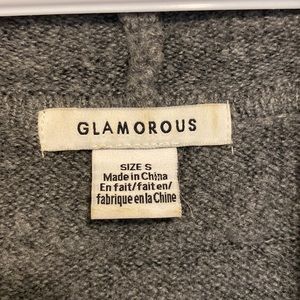 GLAMOROUS
SIZE S
Made in China
En fait/fait en/
fabrique en la Chine